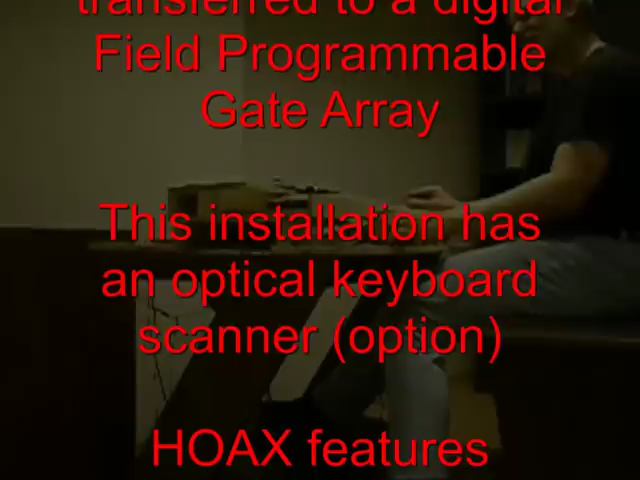 transferred to a digital
Field Programmable
Gate Array
This installation has
an optical keyboard
scanner (option)
HOAX features